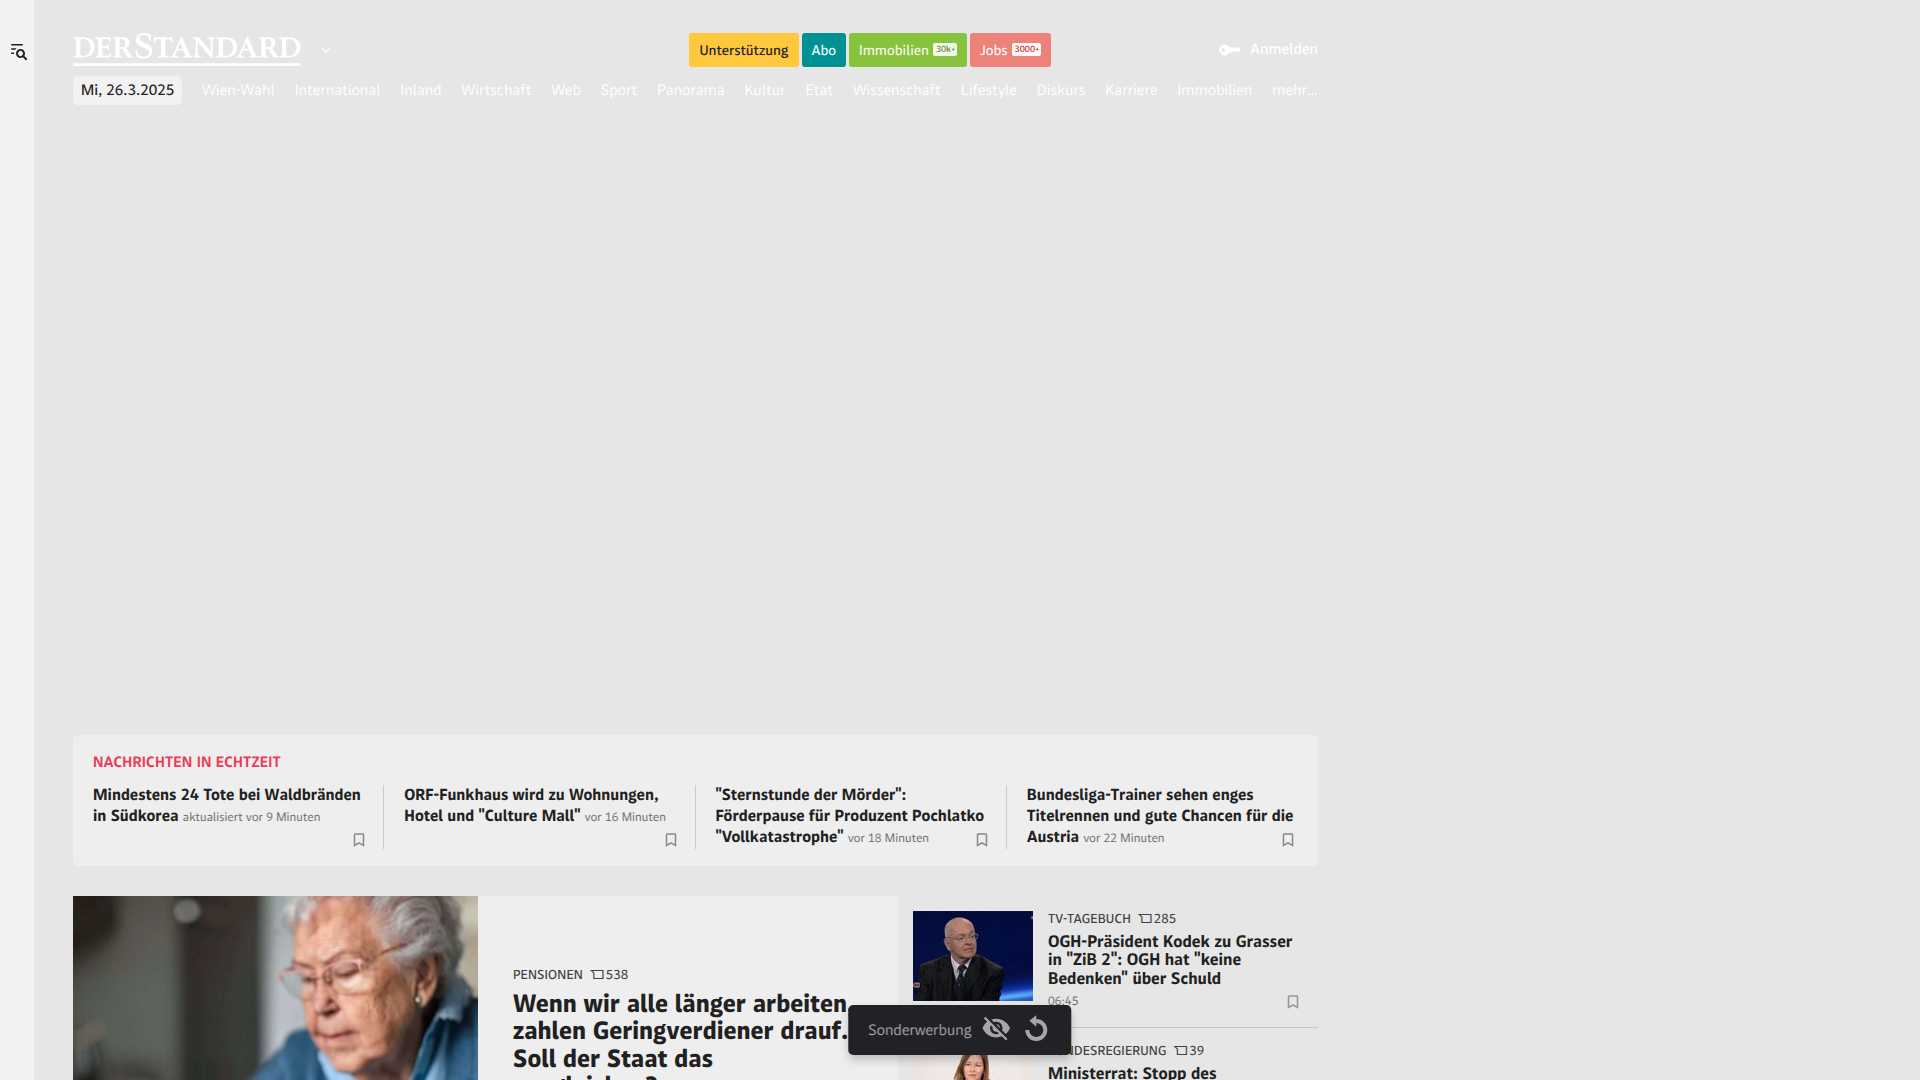 DERSTANDARD
Unterstützung
Abo
Immobilien 30k+
Jobs 3000+
Anmelden
Mi, 26.3.2025
Wien-Wahl
International
Inland
Wirtschaft
Web
Sport
Panorama
Kultur
Etat
Wissenschaft
Lifestyle
Diskurs
Karriere
Immobilien
mehr...
NACHRICHTEN IN ECHTZEIT
Mindestens 24 Tote bei Waldbränden
in Südkorea aktualisiert vor 9 Minuten
ORF-Funkhaus wird zu Wohnungen,
Hotel und "Culture Mall" vor 16 Minuten
"Sternstunde der Mörder":
Förderpause für Produzent Pochlatko
"Vollkatastrophe" vor 18 Minuten
Bundesliga-Trainer sehen enges
Titelrennen und gute Chancen für die
Austria vor 22 Minuten
PENSIONEN 538
Wenn wir alle länger arbeiten,
zahlen Geringverdiener drauf.
Soll der Staat das
TV-TAGEBUCH 285
OGH-Präsident Kodek zu Grasser
in "ZiB 2": OGH hat "keine
Bedenken" über Schuld
06:45
Sonderwerbung
NDESREGIERUNG 39
Ministerrat: Stopp des